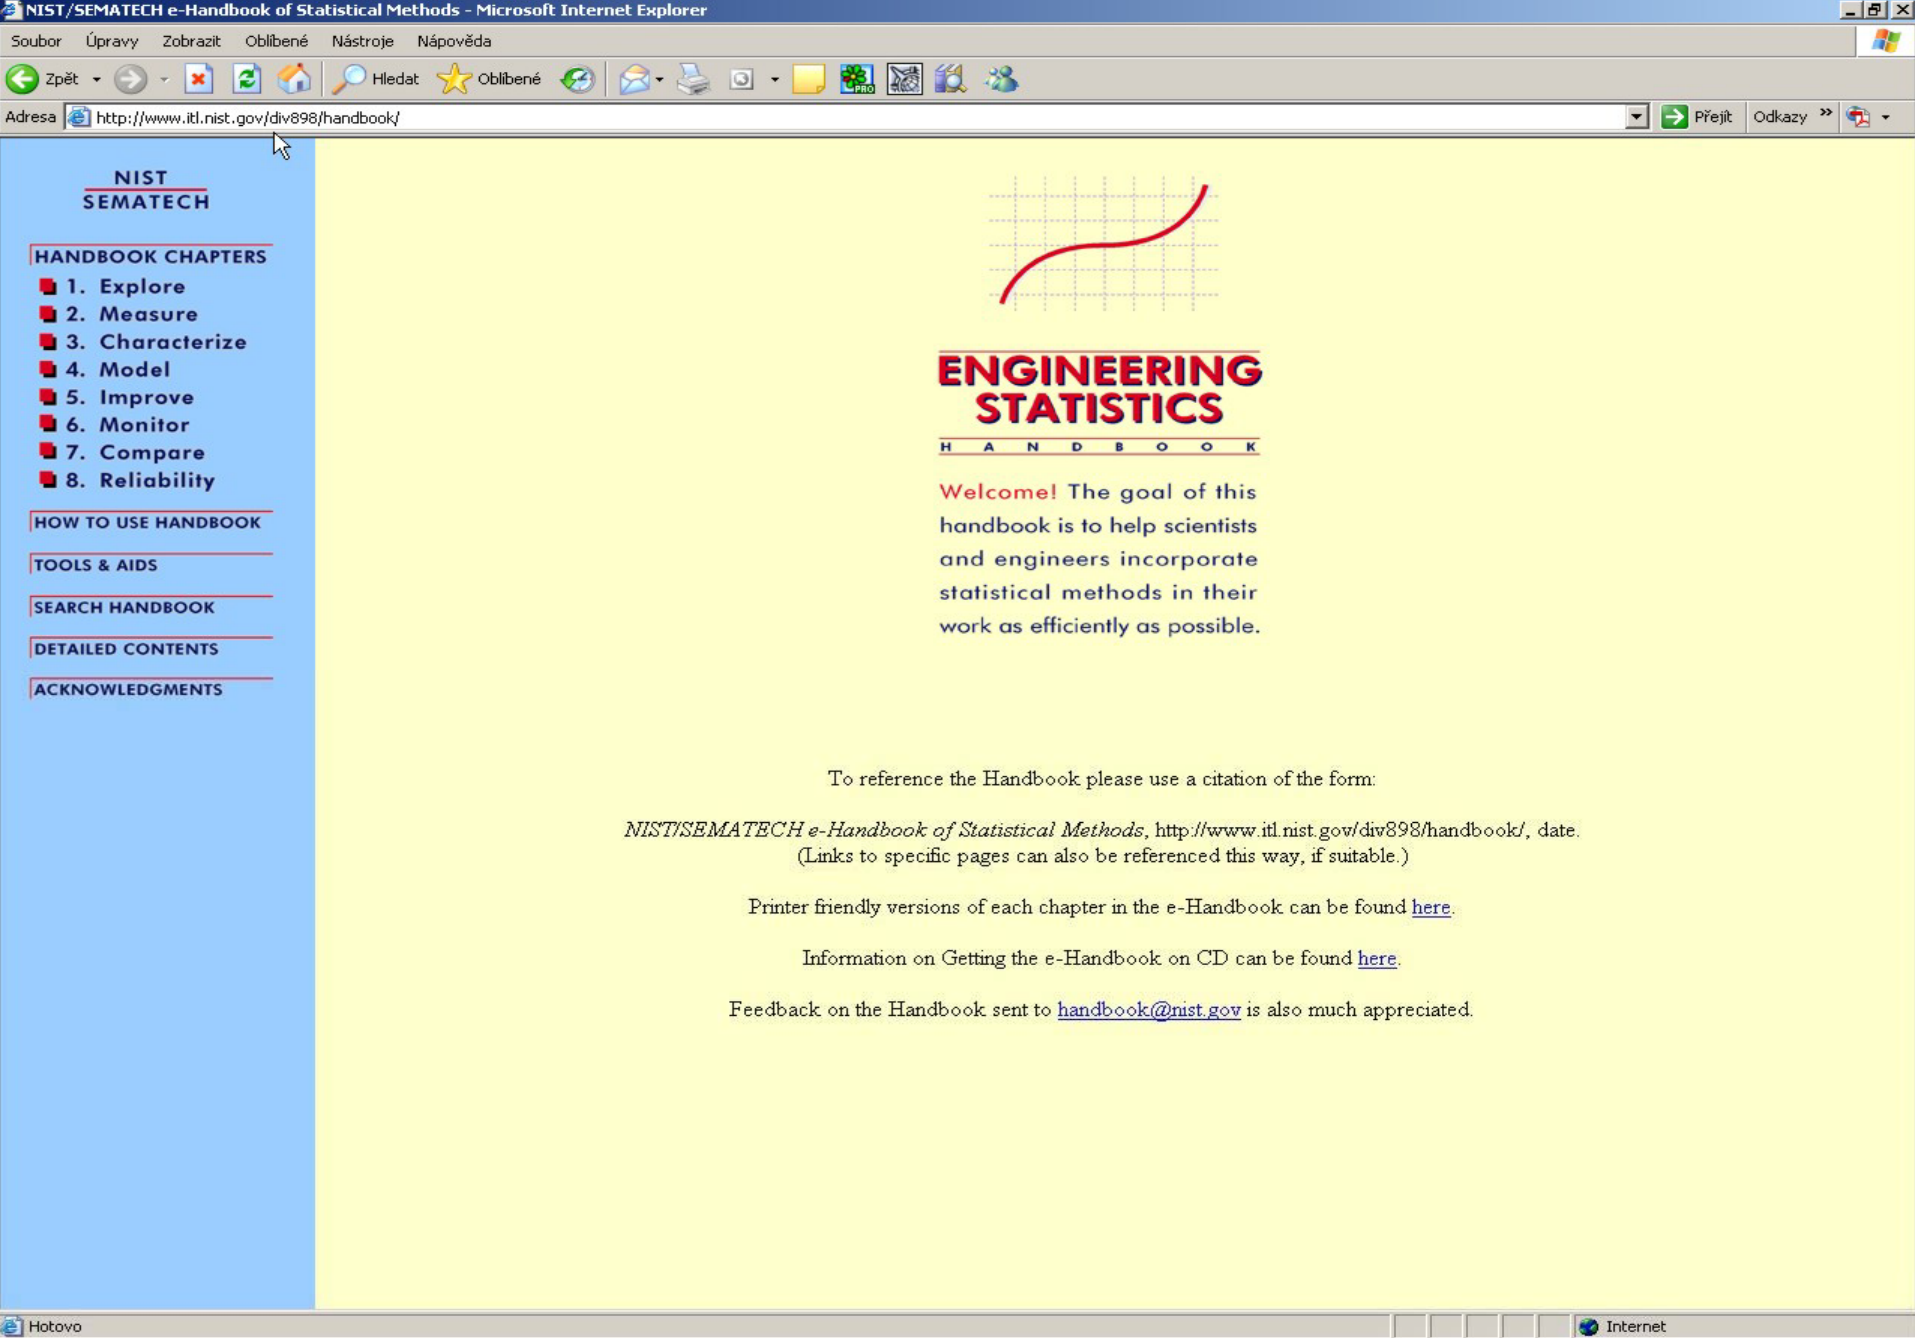 NIST/SEMATECH e-Handbook of Statistical Methods - Microsoft Internet Explorer
Soubor Úpravy Zobrazit Oblíbené Nástroje Nápověda
Zpět Hledat Oblíbené
PRO
Adresa http://www.itl.nist.gov/div898/handbook/ Přejít Odkazy »
NIST
SEMATECH
HANDBOOK CHAPTERS
1. Explore
2. Measure
3. Characterize
4. Model
5. Improve
6. Monitor
7. Compare
8. Reliability
HOW TO USE HANDBOOK
TOOLS & AIDS
SEARCH HANDBOOK
DETAILED CONTENTS
ACKNOWLEDGMENTS
ENGINEERING
STATISTICS
HANDBOOK
Welcome! The goal of this
handbook is to help scientists
and engineers incorporate
statistical methods in their
work as efficiently as possible.
To reference the Handbook please use a citation of the form:
NIST/SEMATECH e-Handbook of Statistical Methods, http://www.itl.nist.gov/div898/handbook/, date.
(Links to specific pages can also be referenced this way, if suitable.)
Printer friendly versions of each chapter in the e-Handbook can be found here.
Information on Getting the e-Handbook on CD can be found here.
Feedback on the Handbook sent to handbook@nist.gov is also much appreciated.
Hotovo Internet